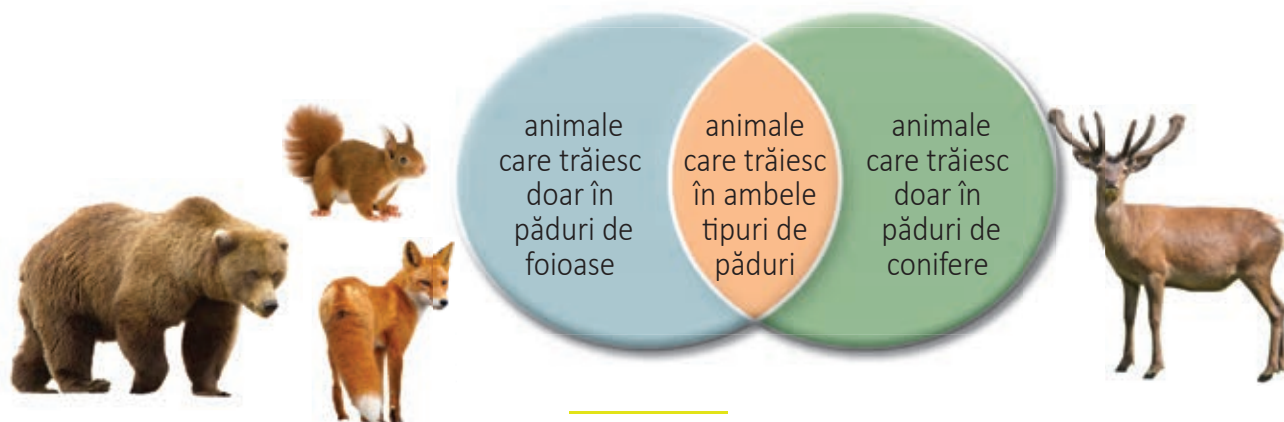 animale
care trăiesc
doar în
păduri de
foioase
animale
care trăiesc
în ambele
tipuri de
păduri
animale
care trăiesc
doar în
păduri de
conifere